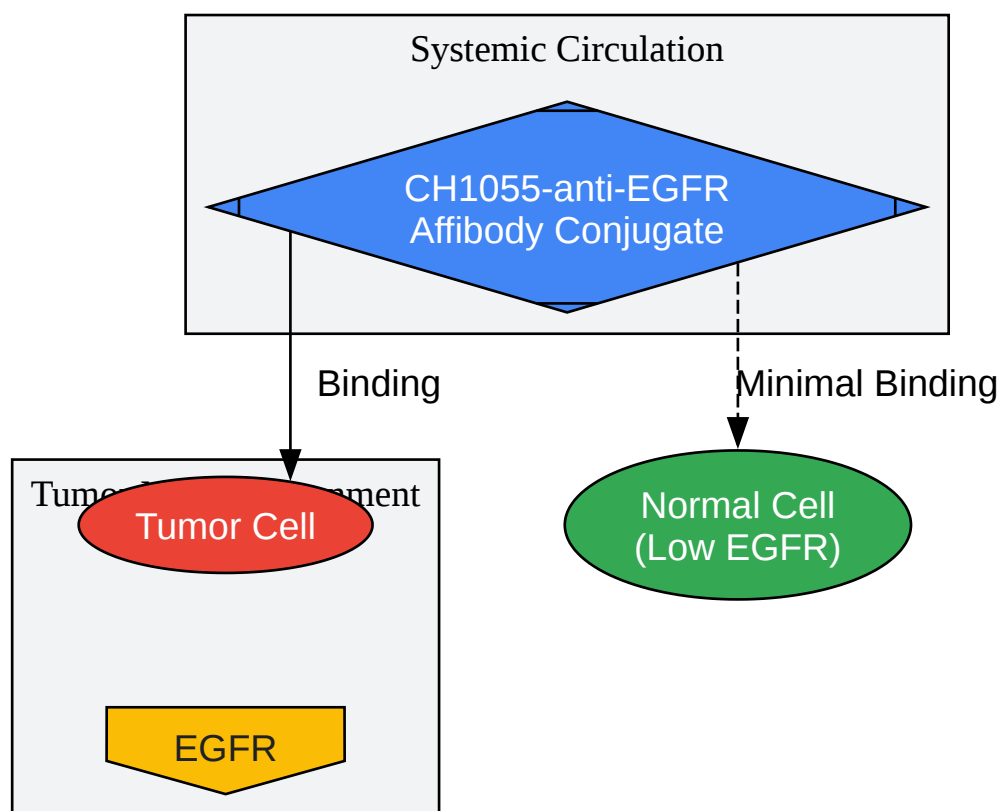 Systemic Circulation
CH1055-anti-EGFR
Affibody Conjugate
Binding
Minimal Binding
Tumor Cell
Normal Cell
(Low EGFR)
EGFR